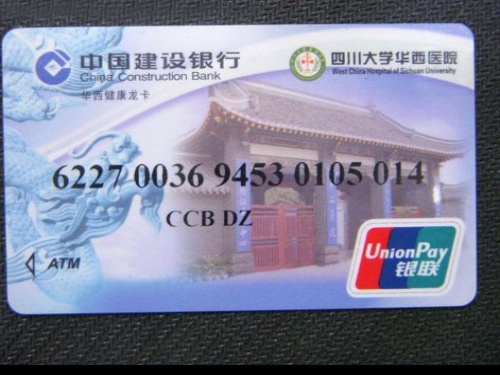 中国建设银行
China Construction Bank
华西健康龙卡
四川大学华西医院
West China Hospital of Sichuan University
6227 0036 9453 0105 014
CCB DZ
ATM
UnionPay
银联